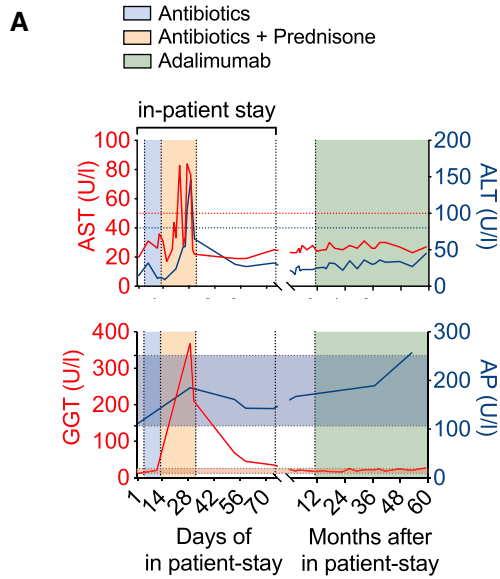 A
Antibiotics
Antibiotics + Prednisone
Adalimumab
in-patient stay
AST (U/l)
100
80
60
40
20
0
200
150
100
50
0
ALT (U/l)
GGT (U/l)
400
300
200
100
0
300
200
100
0
AP (U/l)
1 14 28 42 56 70 12 24 36 48 60
Days of
in patient-stay
Months after
in patient-stay